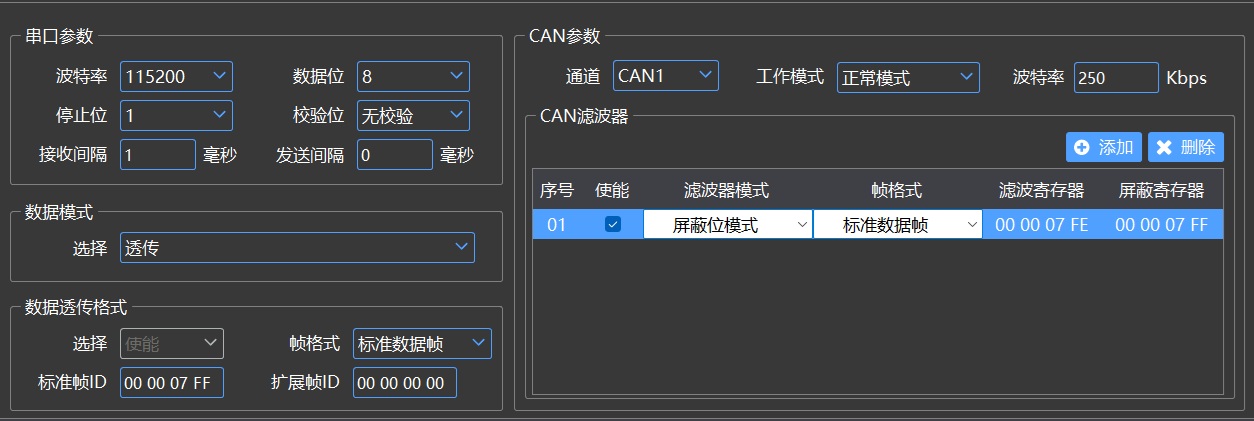 串口参数
波特率 115200 数据位 8
停止位 1 校验位 无校验
接收间隔 1 毫秒 发送间隔 0 毫秒
数据模式
选择 透传
数据透传格式
选择 使能 帧格式 标准数据帧
标准帧ID 00 00 07 FF 扩展帧ID 00 00 00 00
CAN参数
通道 CAN1 工作模式 正常模式 波特率 250 Kbps
CAN滤波器
添加 删除
序号 使能 滤波器模式 帧格式 滤波寄存器 屏蔽寄存器
01 屏蔽位模式 标准数据帧 00 00 07 FE 00 00 07 FF